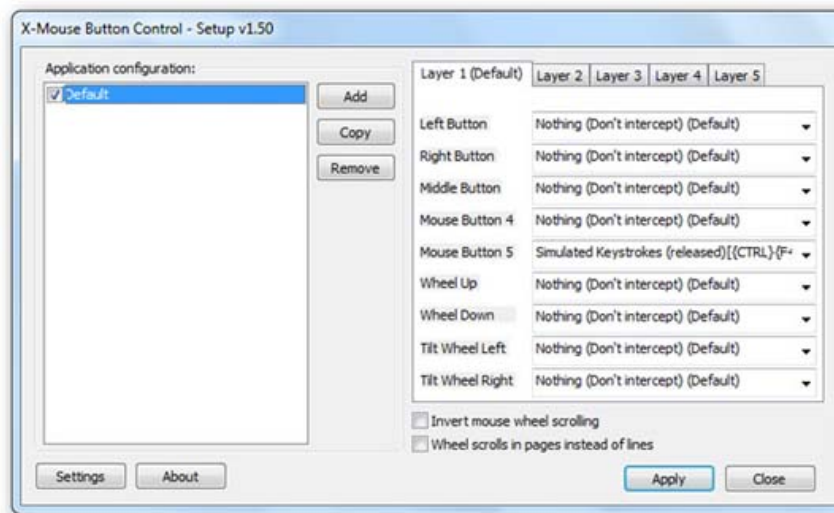 X-Mouse Button Control - Setup v1.50
Application configuration:
Default
Add
Copy
Remove
Layer 1 (Default)
Layer 2
Layer 3
Layer 4
Layer 5
Left Button
Nothing (Don't intercept) (Default)
Right Button
Nothing (Don't intercept) (Default)
Middle Button
Nothing (Don't intercept) (Default)
Mouse Button 4
Nothing (Don't intercept) (Default)
Mouse Button 5
Simulated Keystrokes (released)[{CTRL}{F4
Wheel Up
Nothing (Don't intercept) (Default)
Wheel Down
Nothing (Don't intercept) (Default)
Tilt Wheel Left
Nothing (Don't intercept) (Default)
Tilt Wheel Right
Nothing (Don't intercept) (Default)
Invert mouse wheel scrolling
Wheel scrolls in pages instead of lines
Settings
About
Apply
Close